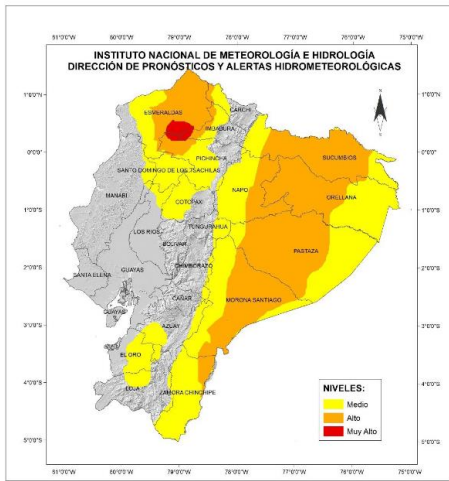 INSTITUTO NACIONAL DE METEOROLOGÍA E HIDROLOGÍA
DIRECCIÓN DE PRONÓSTICOS Y ALERTAS HIDROMETEOROLÓGICAS
81°0'0"W 80°0'0"W 79°0'0"W 78°0'0"W 77°0'0"W 76°0'0"W 75°0'0"W
1°0'0"N
1°0'0"N
ESMERALDAS
CARCHI
IMBABURA
0°0'0"
0°0'0"
PICHINCHA
SUCUMBIOS
SANTO DOMINGO DE LOS TSACHILAS
NAPO
ORELLANA
MANABI
COTOPAXI
1°0'0"S
1°0'0"S
TUNGURAHUA
LOS RIOS
BOLIVAR
PASTAZA
2°0'0"S
2°0'0"S
SANTA ELENA
GUAYAS
CHIMBORAZO
CAÑAR
MORONA SANTIAGO
GUAYAS
3°0'0"S
3°0'0"S
AZUAY
EL ORO
4°0'0"S
4°0'0"S
LOJA
ZAMORA CHINCHIPE
NIVELES:
Medio
Alto
Muy Alto
5°0'0"S
5°0'0"S
81°0'0"W 80°0'0"W 79°0'0"W 78°0'0"W 77°0'0"W 76°0'0"W 75°0'0"W